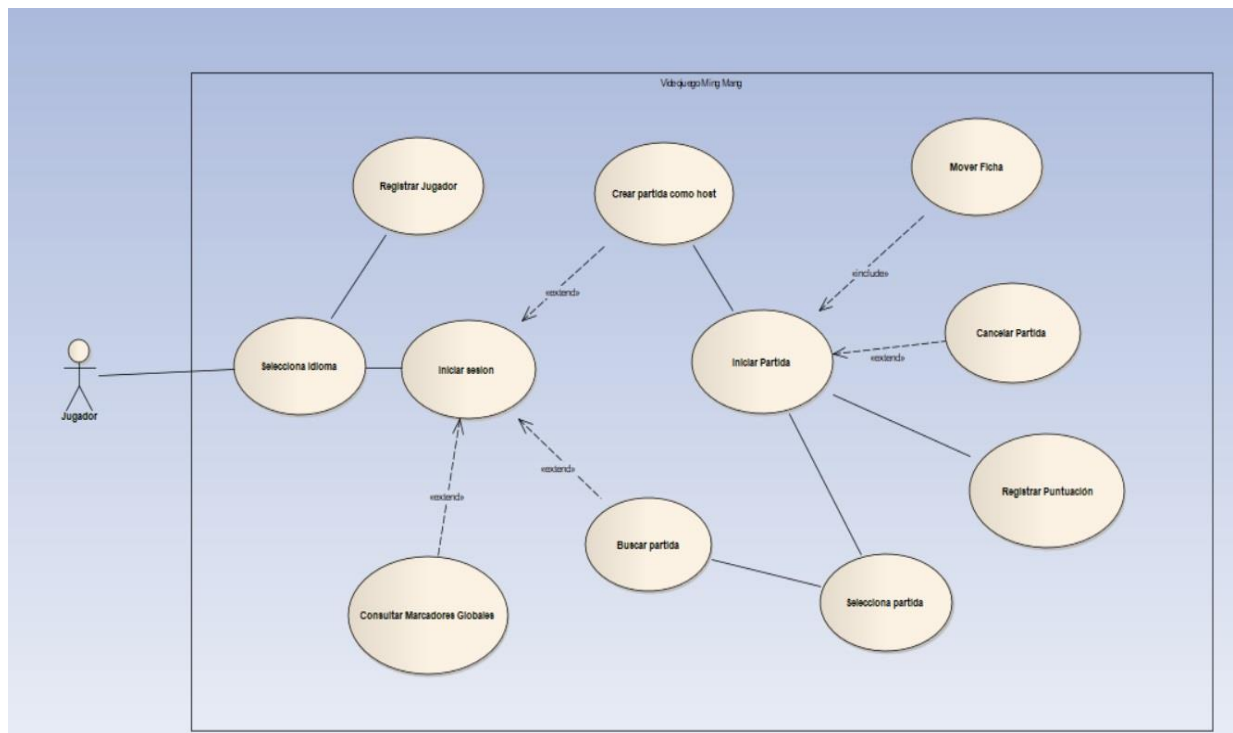 Videojuego Ming Mang
Registrar Jugador
Crear partida como host
Mover Ficha
«include»
«extend»
Cancelar Partida
«extend»
Selecciona Idioma
Iniciar sesion
Iniciar Partida
Jugador
«extend»
«extend»
Registrar Puntuación
Buscar partida
Selecciona partida
Consultar Marcadores Globales